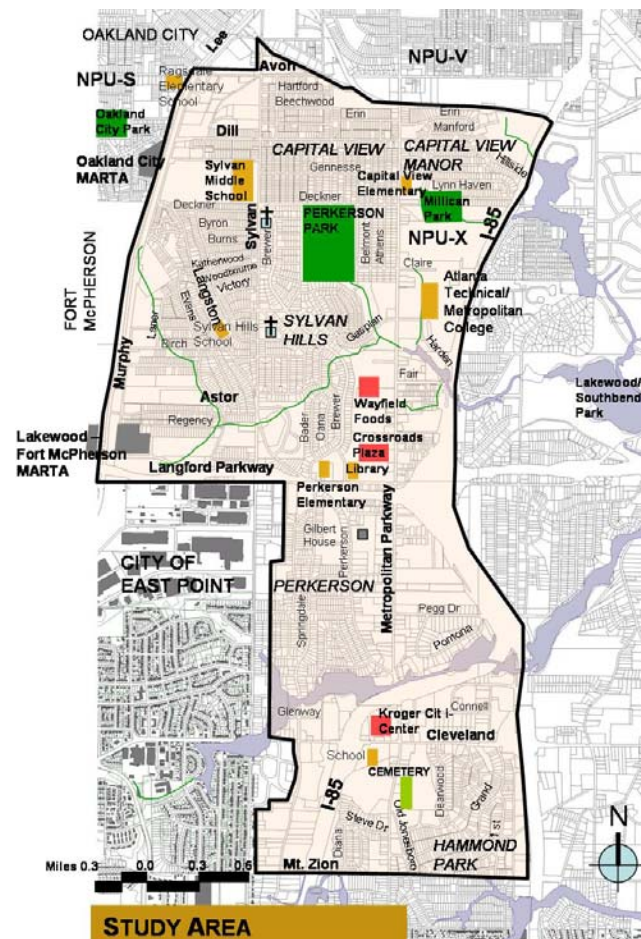 OAKLAND CITY
Lee
NPU-V
Avon
Ragsdale
Elementary
School
NPU-S
Hartford
Beechwood
Erin
Erin
Manford
Oakland
City Park
Dill
CAPITAL VIEW
CAPITAL VIEW
MANOR
Hillside
Oakland City
MARTA
Sylvan
Middle
School
Gennesse
Capital View
Elementary
Lynn Haven
Deckner
Deckner
Millican
Park
I-85
Byron
Burns
Sylvan
Brewer
PERKERSON
PARK
Belmont
Athens
NPU-X
Katherwood
Woodbourne
Victory
Claire
FORT
MCPHERSON
Langston
Evans
Atlanta
Technical/
Metropolitan
College
Lanier
Sylvan Hills
School
SYLVAN
HILLS
Gatsplan
Harden
Birch
Murphy
Fair
Astor
Wayfield
Foods
Lakewood/
Southbend
Park
Regency
Bader
Oana
Brewer
Crossroads
Plaza
Lakewood
Fort McPherson
MARTA
Langford Parkway
Library
Perkerson
Elementary
Gilbert
House
Perkerson
Metropolitan Parkway
CITY OF
EAST POINT
PERKERSON
Springdale
Pegg Dr
Pontona
Glenway
Connell
Kroger Citi-
Center
Cleveland
School
CEMETERY
I-85
Dearwood
Grand
1st
Steve Dr
Old Jonesboro
Diana
HAMMOND
PARK
N
Miles 0.3 0.0 0.3 0.6
Mt. Zion
STUDY AREA